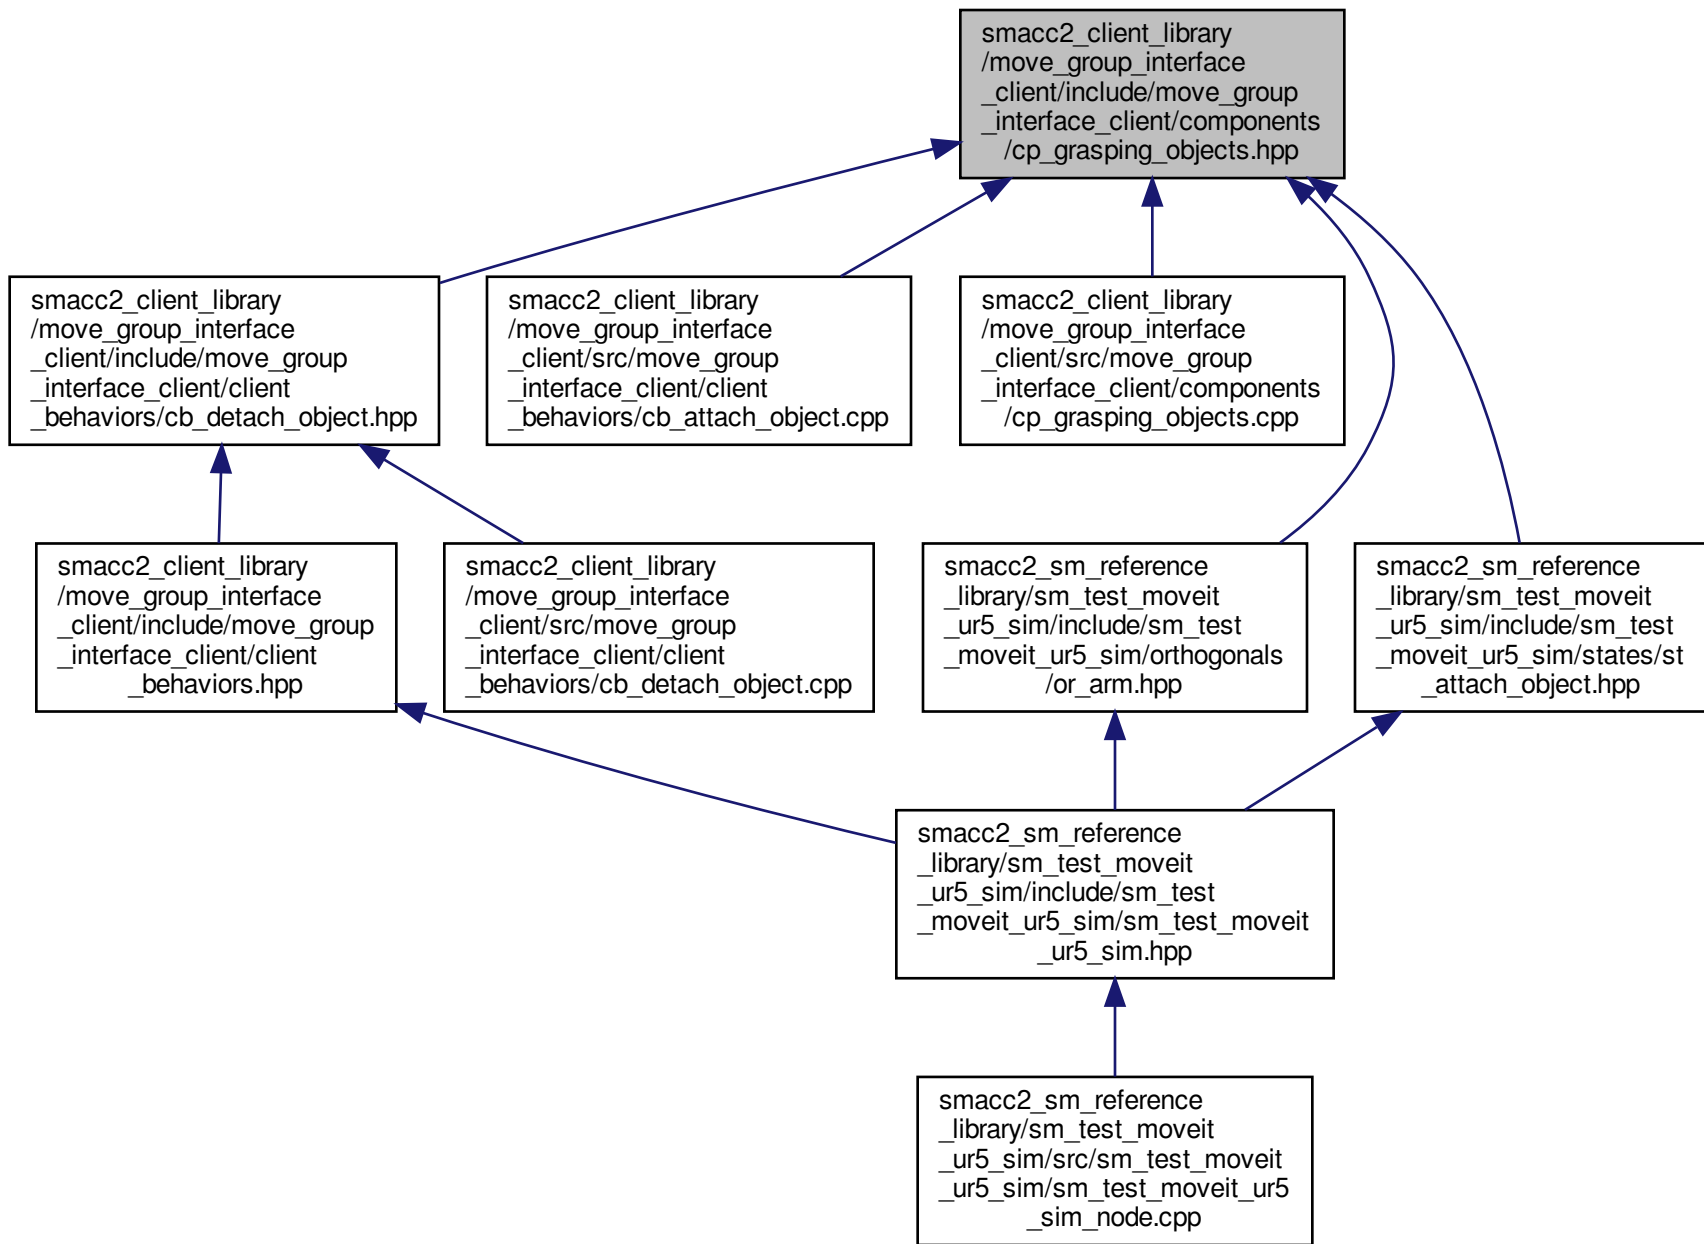 smacc2_client_library
/move_group_interface
_client/include/move_group
_interface_client/components
/cp_grasping_objects.hpp
smacc2_client_library
/move_group_interface
_client/include/move_group
_interface_client/client
_behaviors/cb_detach_object.hpp
smacc2_client_library
/move_group_interface
_client/src/move_group
_interface_client/client
_behaviors/cb_attach_object.cpp
smacc2_client_library
/move_group_interface
_client/src/move_group
_interface_client/components
/cp_grasping_objects.cpp
smacc2_client_library
/move_group_interface
_client/include/move_group
_interface_client/client
_behaviors.hpp
smacc2_client_library
/move_group_interface
_client/src/move_group
_interface_client/client
_behaviors/cb_detach_object.cpp
smacc2_sm_reference
_library/sm_test_moveit
_ur5_sim/include/sm_test
_moveit_ur5_sim/orthogonals
/or_arm.hpp
smacc2_sm_reference
_library/sm_test_moveit
_ur5_sim/include/sm_test
_moveit_ur5_sim/states/st
_attach_object.hpp
smacc2_sm_reference
_library/sm_test_moveit
_ur5_sim/include/sm_test
_moveit_ur5_sim/sm_test_moveit
_ur5_sim.hpp
smacc2_sm_reference
_library/sm_test_moveit
_ur5_sim/src/sm_test_moveit
_ur5_sim/sm_test_moveit_ur5
_sim_node.cpp